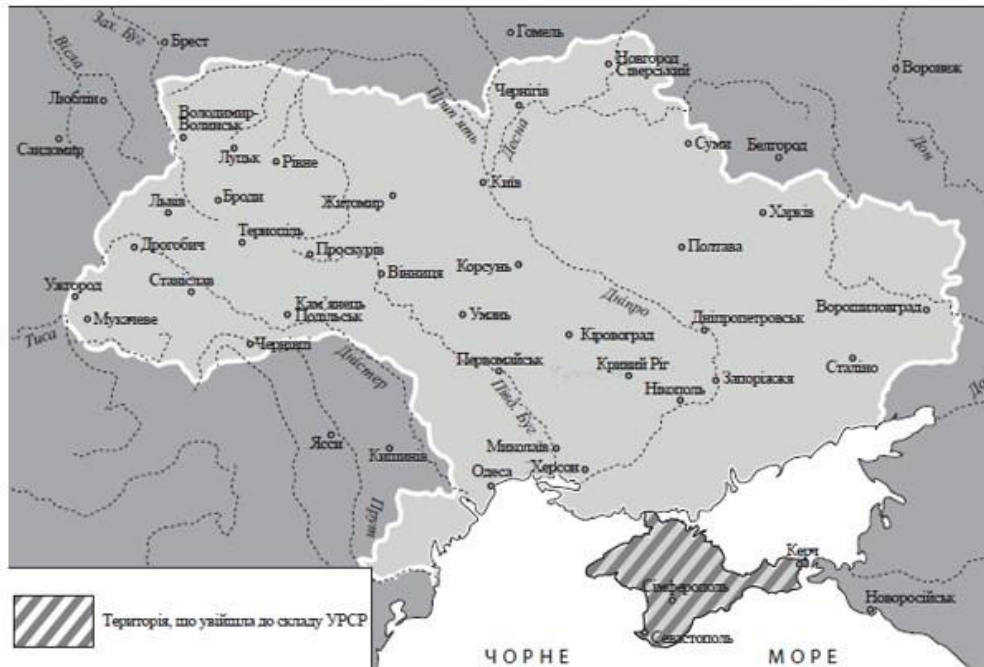 Зах. Буг
Брест
Гомель
Вісла
Новгород
Сіверський
Воронеж
Люблін
Володимир-
Волинськ
Прип'ять
Чернігів
Десна
Сандомир
Луцьк
Рівне
Суми
Белгород
Дон
Київ
Львів
Броди
Житомир
Харків
Дрогобич
Тернопіль
Проскурів
Вінниця
Корсунь
Полтава
Ужгород
Станіслав
Кам'янець
Подільськ
Умань
Дніпро
Дніпропетровськ
Ворошиловград
Мукачеве
Тиса
Чернівці
Дністер
Кіровоград
Первомайськ
Кривий Ріг
Сталіно
Півд. Буг
Нікополь
Запоріжжя
Ясси
Кишинів
Миколаїв
Одеса
Херсон
Прут
Керч
Сімферополь
Територія, що увійшла до складу УРСР
Новоросійськ
Севастополь
ЧОРНЕ МОРЕ